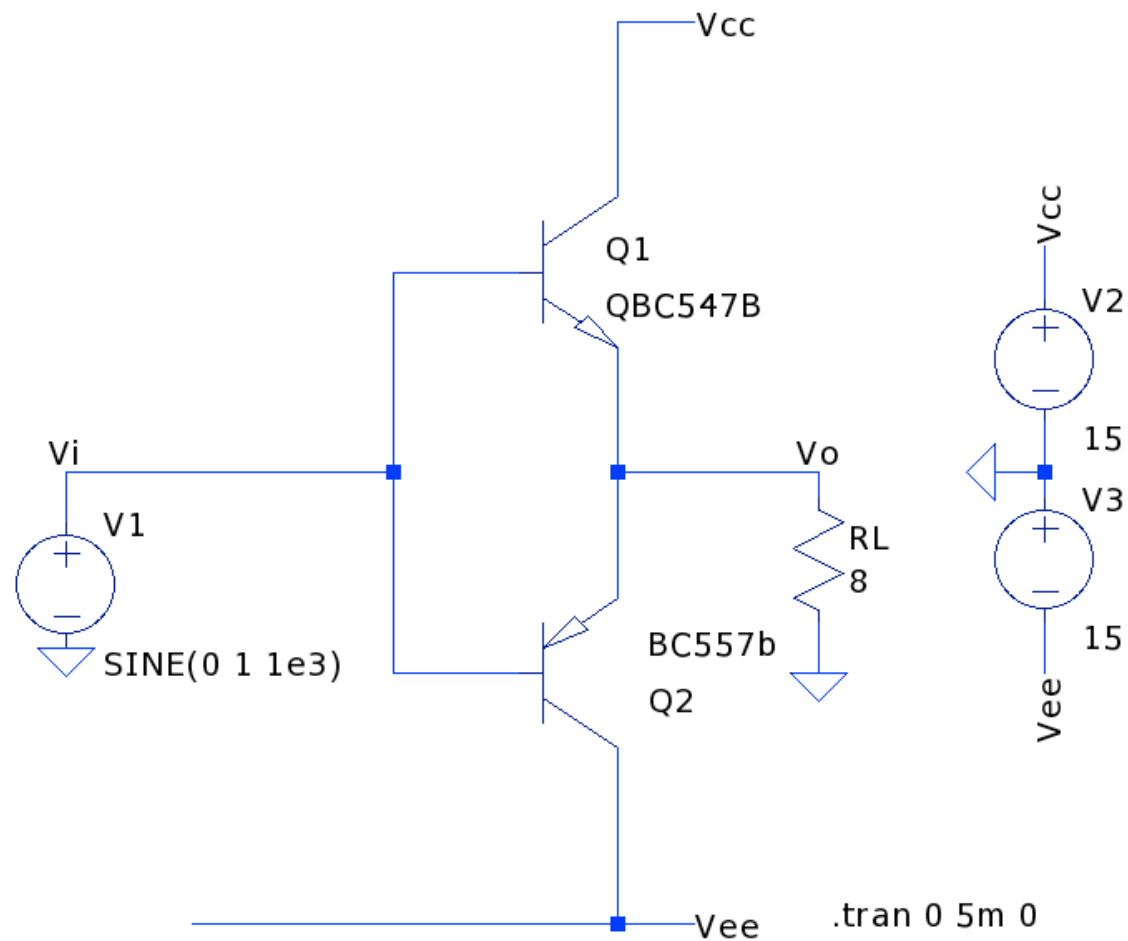 Vcc
Q1
QBC547B
Vi
V1
SINE(0 1 1e3)
Vo
RL
8
BC557b
Q2
Vee
.tran 0 5m 0
Vcc
V2
15
V3
15
Vee